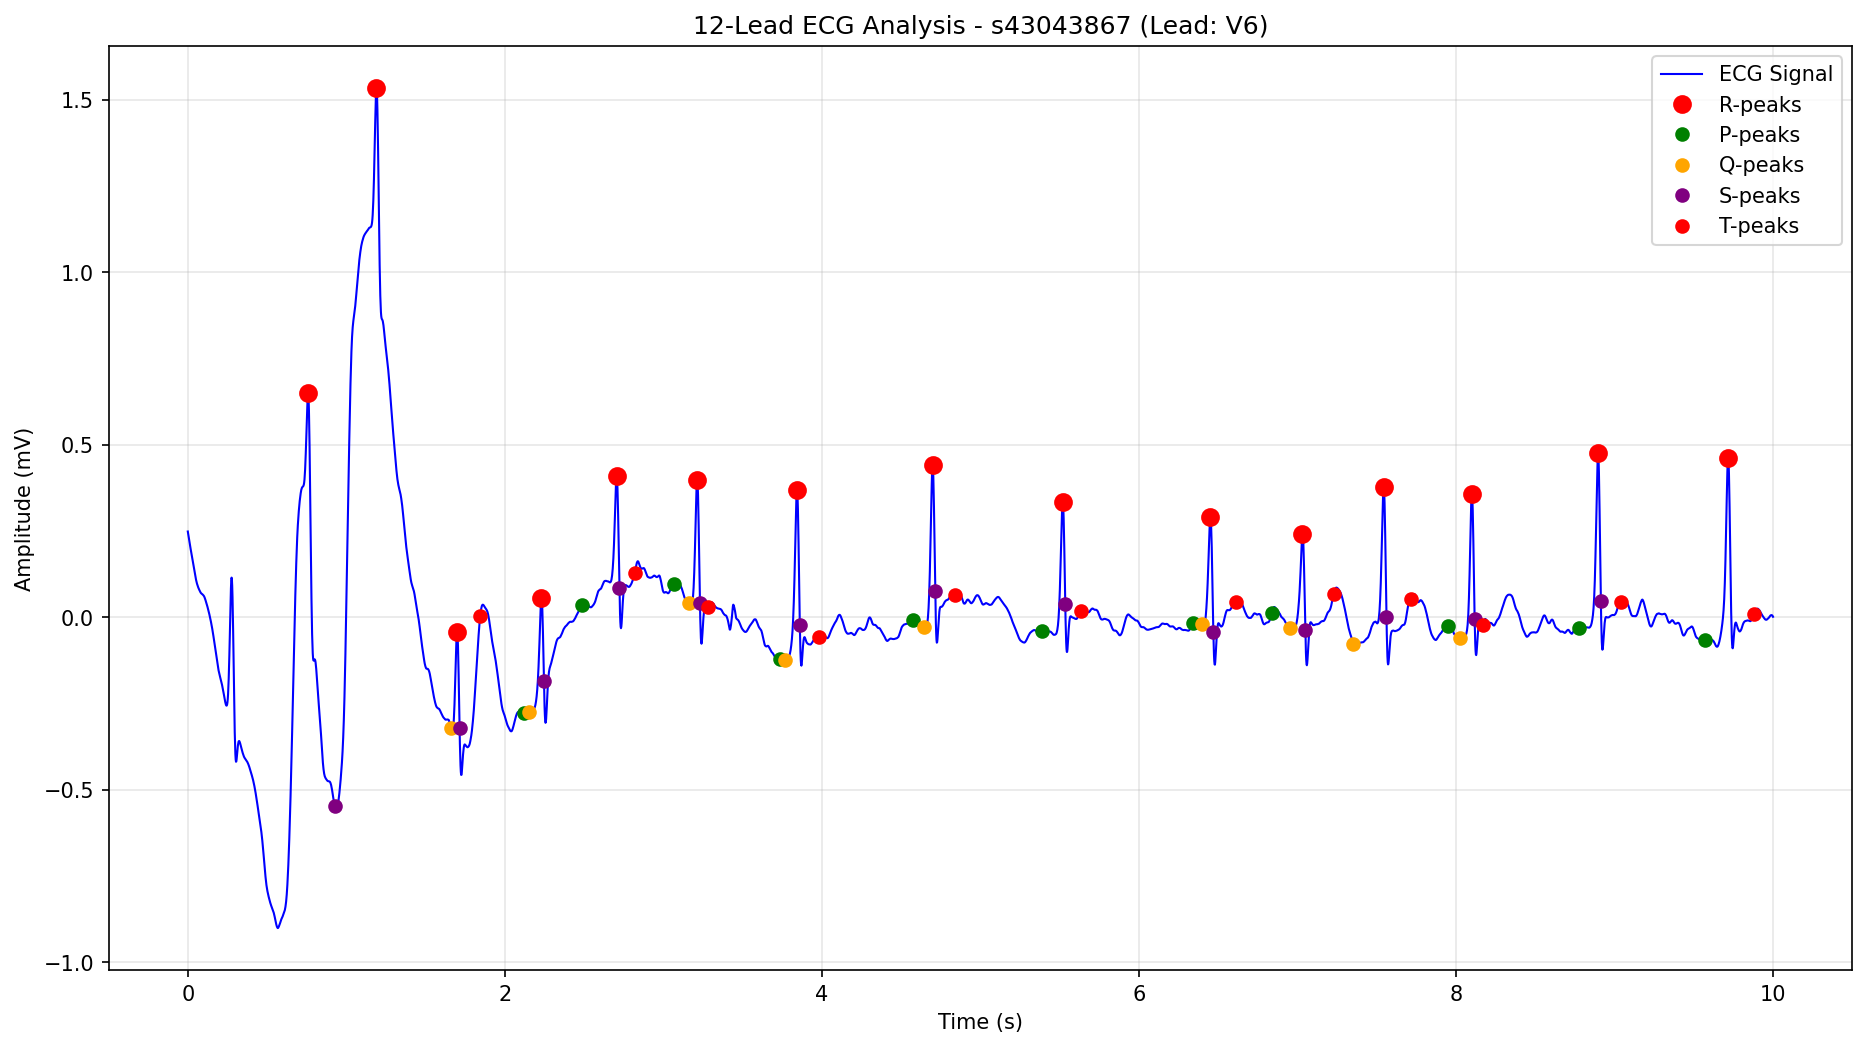 12-Lead ECG Analysis - s43043867 (Lead: V6)
ECG Signal
R-peaks
P-peaks
Q-peaks
S-peaks
T-peaks
Amplitude (mV)
1.5
1.0
0.5
0.0
−0.5
−1.0
0 2 4 6 8 10
Time (s)